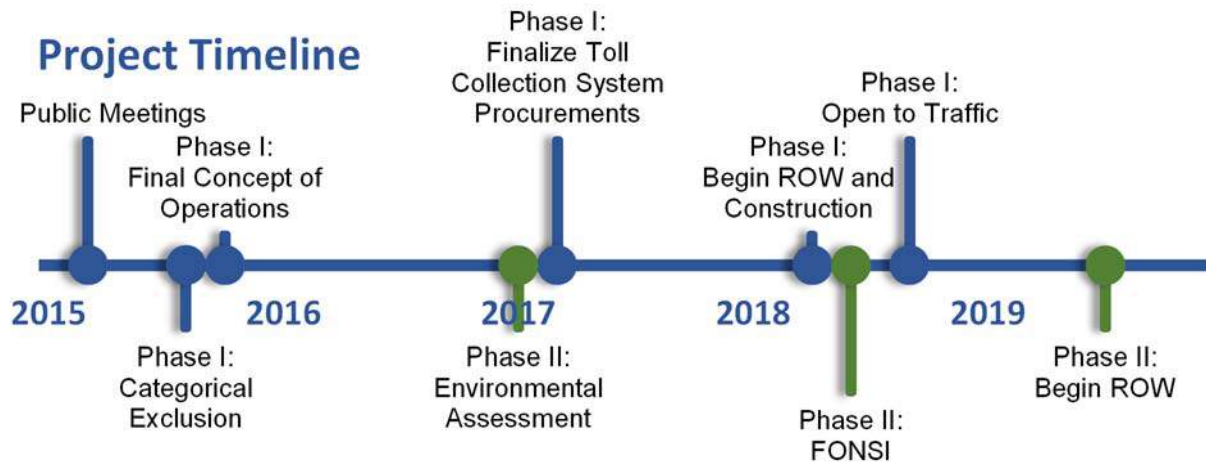 Project Timeline
Public Meetings
Phase I:
Final Concept of
Operations
Phase I:
Finalize Toll
Collection System
Procurements
Phase I:
Begin ROW and
Construction
Phase I:
Open to Traffic
2015
2016
2017
2018
2019
Phase I:
Categorical
Exclusion
Phase II:
Environmental
Assessment
Phase II:
FONSI
Phase II:
Begin ROW